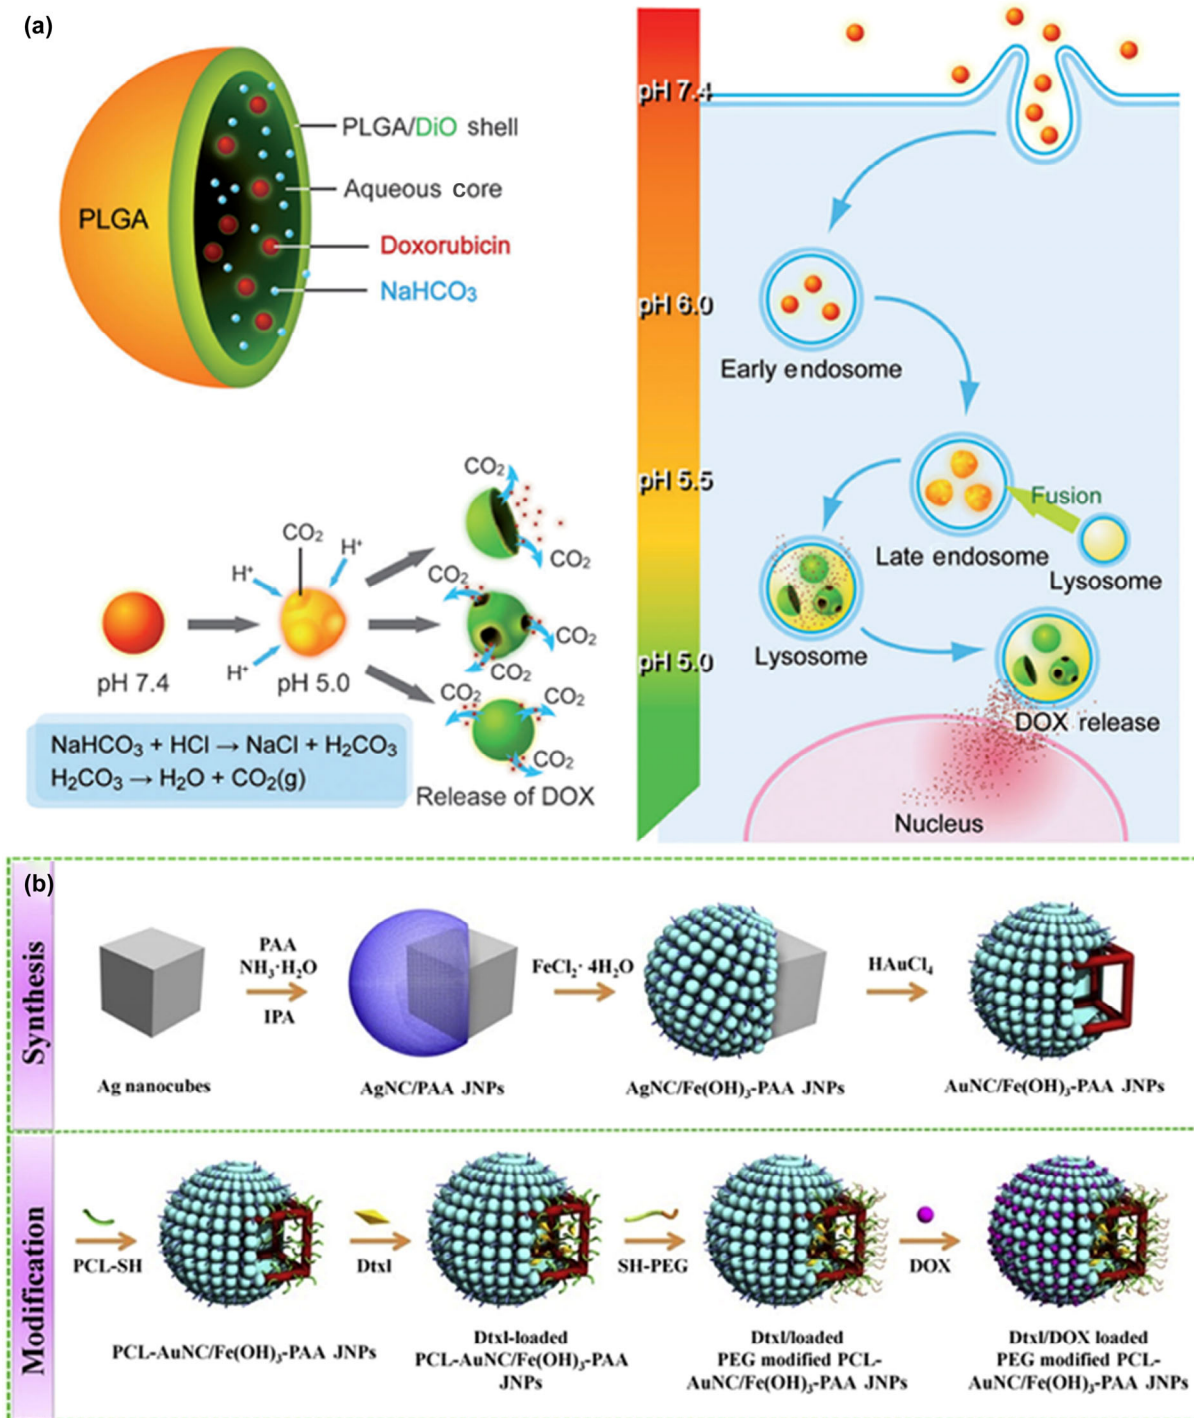 (a)
PLGA
PLGA/DiO shell
Aqueous core
Doxorubicin
NaHCO₃
pH 7.4
pH 6.0
pH 5.5
pH 5.0
Early endosome
Fusion
Late endosome
Lysosome
Lysosome
DOX release
Nucleus
CO₂
H⁺
H⁺
H⁺
pH 7.4
pH 5.0
CO₂
CO₂
CO₂
CO₂
CO₂
CO₂
CO₂
CO₂
Release of DOX
NaHCO₃ + HCl → NaCl + H₂CO₃
H₂CO₃ → H₂O + CO₂(g)
(b)
Synthesis
Ag nanocubes
PAA
NH₃·H₂O
IPA
AgNC/PAA JNPs
FeCl₂· 4H₂O
AgNC/Fe(OH)₃-PAA JNPs
HAuCl₄
AuNC/Fe(OH)₃-PAA JNPs
Modification
PCL-SH
PCL-AuNC/Fe(OH)₃-PAA JNPs
Dtxl
Dtxl-loaded
PCL-AuNC/Fe(OH)₃-PAA
JNPs
SH-PEG
Dtxl/loaded
PEG modified PCL-
AuNC/Fe(OH)₃-PAA JNPs
DOX
Dtxl/DOX loaded
PEG modified PCL-
AuNC/Fe(OH)₃-PAA JNPs